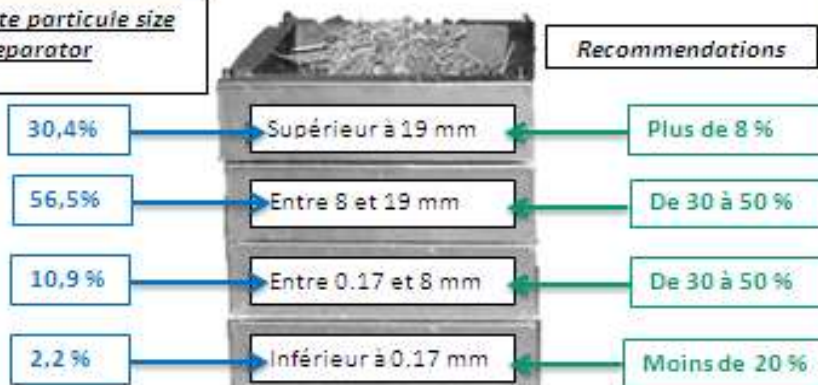 te particule size
eparator
Recommendations
30,4%
Supérieur à 19 mm
Plus de 8 %
56,5%
Entre 8 et 19 mm
De 30 à 50 %
10,9 %
Entre 0.17 et 8 mm
De 30 à 50 %
2,2 %
Inférieur à 0.17 mm
Moins de 20 %